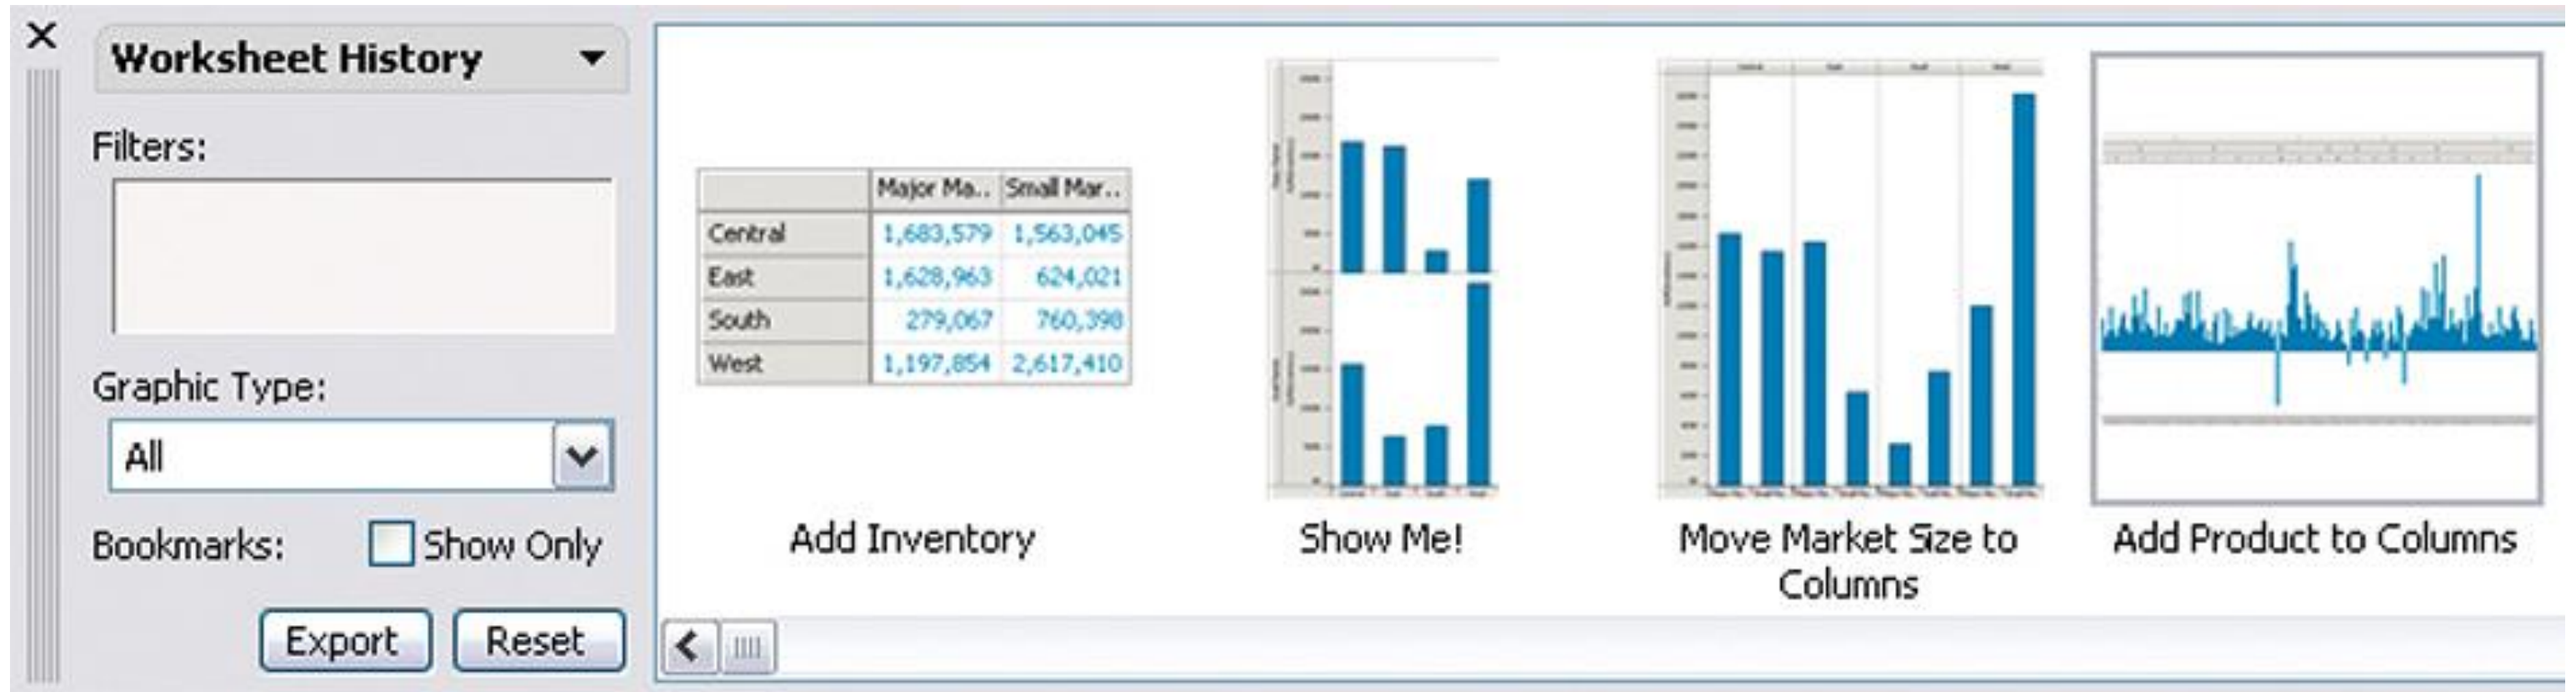 Worksheet History
Filters:
Graphic Type:
All
Bookmarks: Show Only
Export Reset
Major Ma.. Small Mar..
Central 1,683,579 1,563,045
East 1,628,963 624,021
South 279,067 760,398
West 1,197,854 2,617,410
Add Inventory
Show Me!
Move Market Size to
Columns
Add Product to Columns